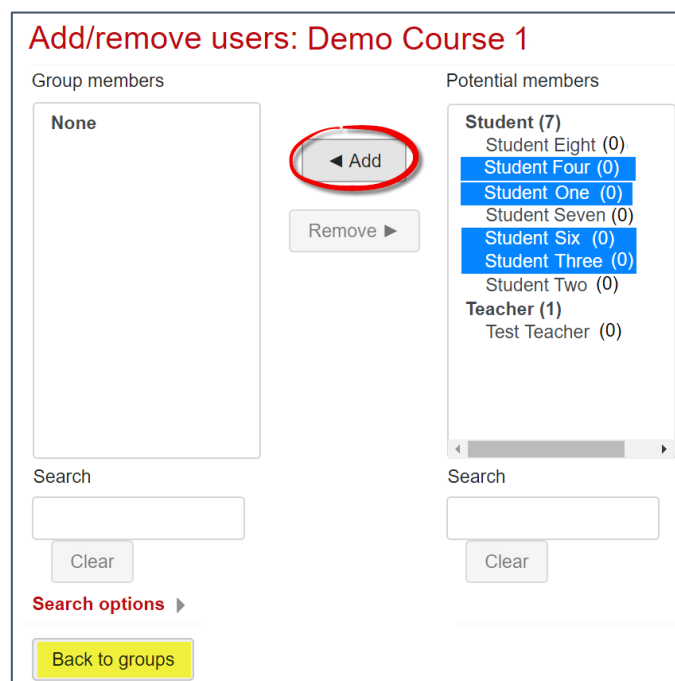 Add/remove users: Demo Course 1
Group members
None
◄ Add
Remove ►
Potential members
Student (7)
Student Eight (0)
Student Four (0)
Student One (0)
Student Seven (0)
Student Six (0)
Student Three (0)
Student Two (0)
Teacher (1)
Test Teacher (0)
Search
Clear
Search
Clear
Search options
Back to groups